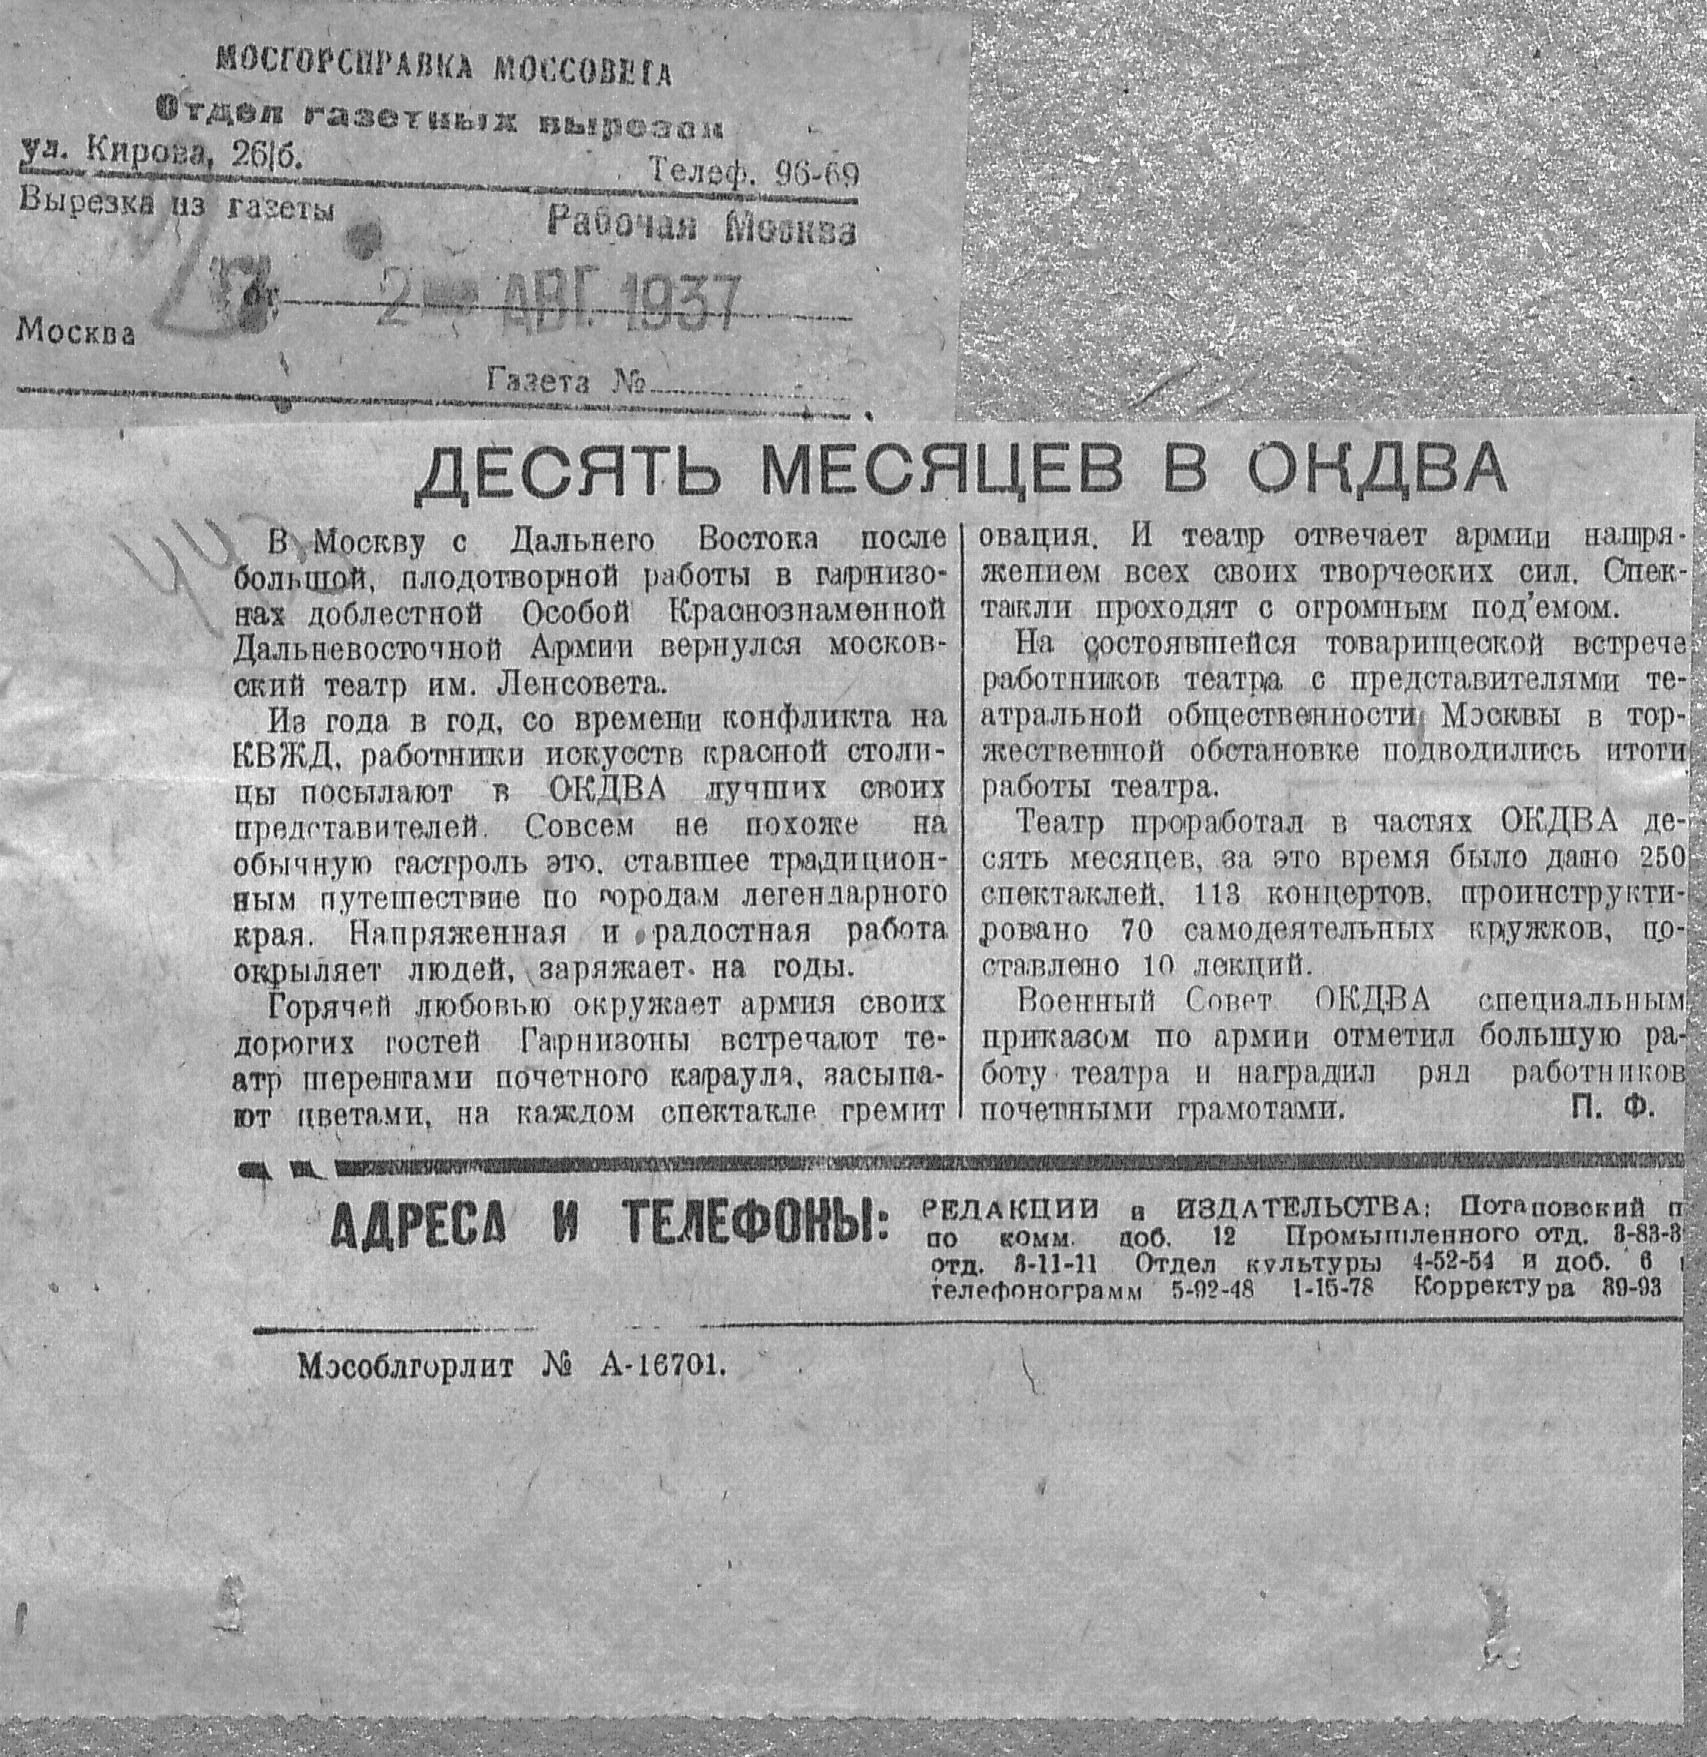 МОСГОРСПРАВКА МОССОВЕТА
Отдел газетных вырезок
ул. Кирова, 26/б.
Телеф. 96-69
Вырезка из газеты
Рабочая Москва
от
2 АВГ. 1937
Москва
Газета №
ДЕСЯТЬ МЕСЯЦЕВ В ОКДВА
В Москву с Дальнего Востока после
большой, плодотворной работы в гарнизо-
нах доблестной Особой Краснознаменной
Дальневосточной Армии вернулся москов-
ский театр им. Ленсовета.
Из года в год, со времени конфликта на
КВЖД, работники искусств красной столи-
цы посылают в ОКДВА лучших своих
представителей. Совсем не похоже на
обычную гастроль это, ставшее традицион-
ным путешествие по городам легендарного
края. Напряженная и радостная работа
окрыляет людей, заряжает на годы.
Горячей любовью окружает армия своих
дорогих гостей Гарнизоны встречают те-
атр шеренгами почетного караула, засыпа-
ют цветами, на каждом спектакле гремит
овация. И театр отвечает армии напря-
жением всех своих творческих сил. Спек-
такли проходят с огромным под'емом.
На состоявшейся товарищеской встрече
работников театра с представителями те-
атральной общественности Москвы в тор-
жественной обстановке подводились итоги
работы театра.
Театр проработал в частях ОКДВА де-
сять месяцев, за это время было дано 250
спектаклей, 113 концертов, проинструкти-
ровано 70 самодеятельных кружков, по-
ставлено 10 лекций.
Военный Совет ОКДВА специальным
приказом по армии отметил большую ра-
боту театра и наградил ряд работников
почетными грамотами. П. Ф.
АДРЕСА И ТЕЛЕФОНЫ:
РЕДАКЦИИ и ИЗДАТЕЛЬСТВА: Потаповский п
по комм. доб. 12 Промышленного отд. 3-83-3
отд. 3-11-11 Отдел культуры 4-52-54 и доб. 6
телефонограмм 5-92-48 1-15-78 Корректура 39-93
Мособлгорлит № А-16701.